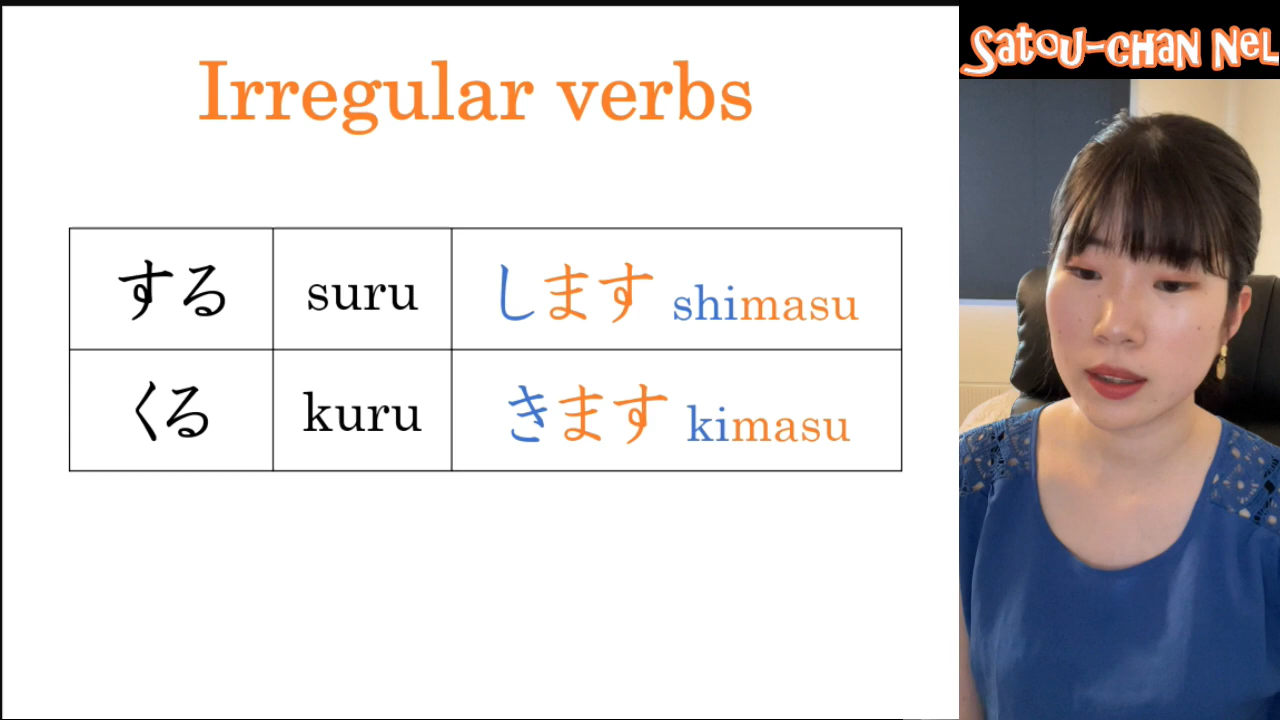 Irregular verbs
Satou-chan nel
する suru します shimasu
くる kuru きます kimasu